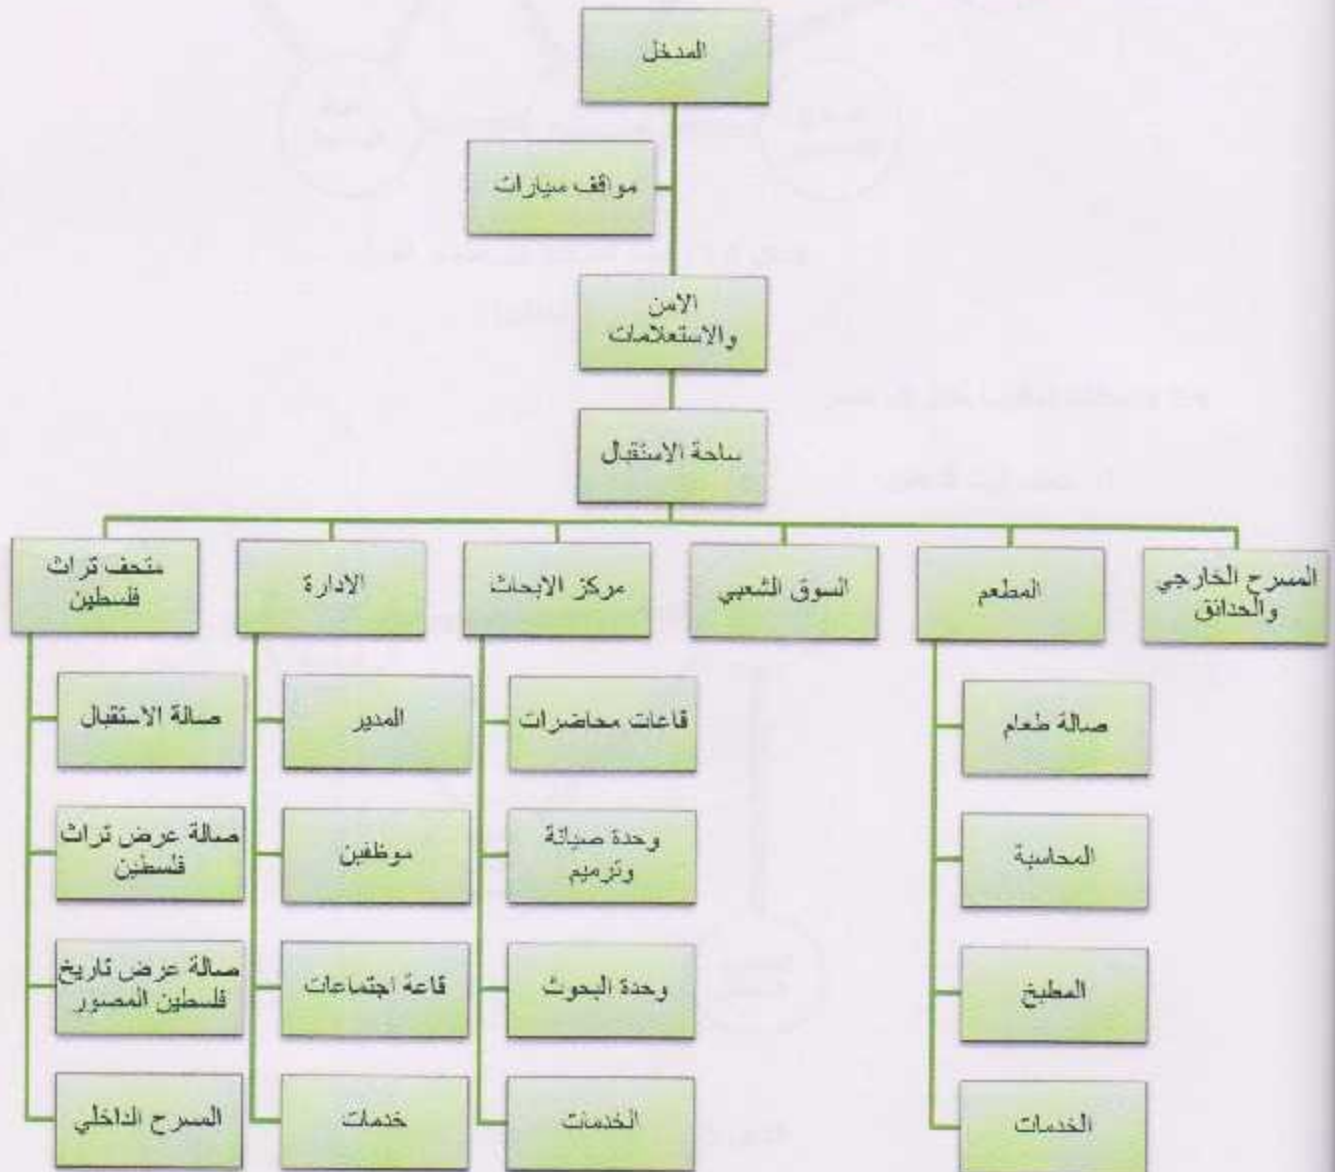 المدخل
مواقف سيارات
الامن
والاستعلامات
ساحة الاستقبال
المسرح الخارجي
والحدائق
المطعم
صالة طعام
المحاسبة
المطبخ
الخدمات
السوق الشعبي
مركز الابحاث
قاعات محاضرات
وحدة صيانة
وترميم
وحدة البحوث
الخدمات
الادارة
المدير
موظفين
قاعة اجتماعات
خدمات
متحف تراث
فلسطين
صالة الاستقبال
صالة عرض تراث
فلسطين
صالة عرض تاريخ
فلسطين المصور
المسرح الداخلي